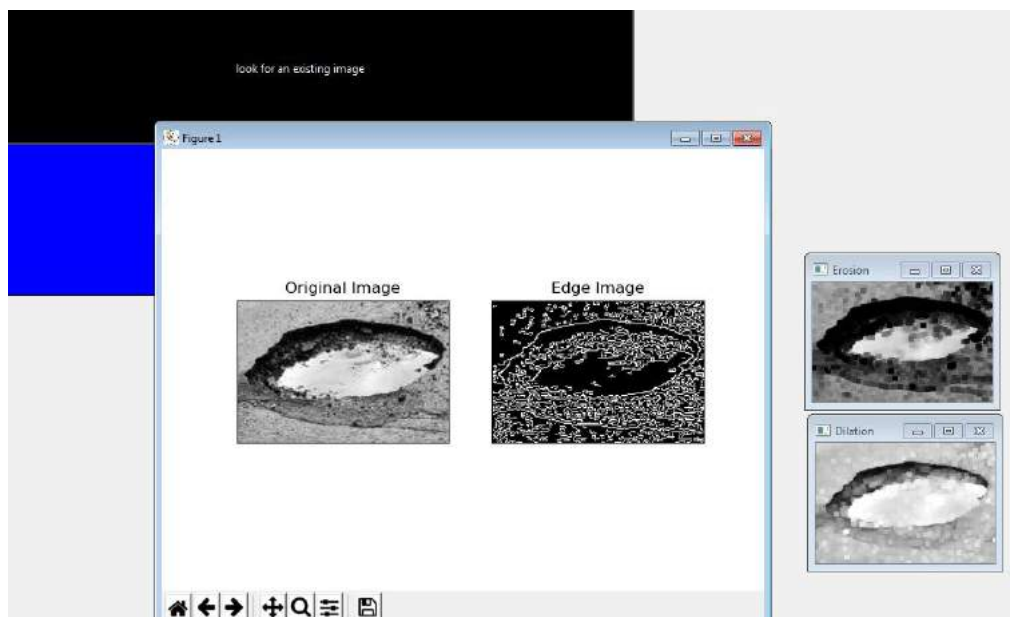 look for an existing image
Figure 1
Original Image
Edge Image
Erosion
Dilation